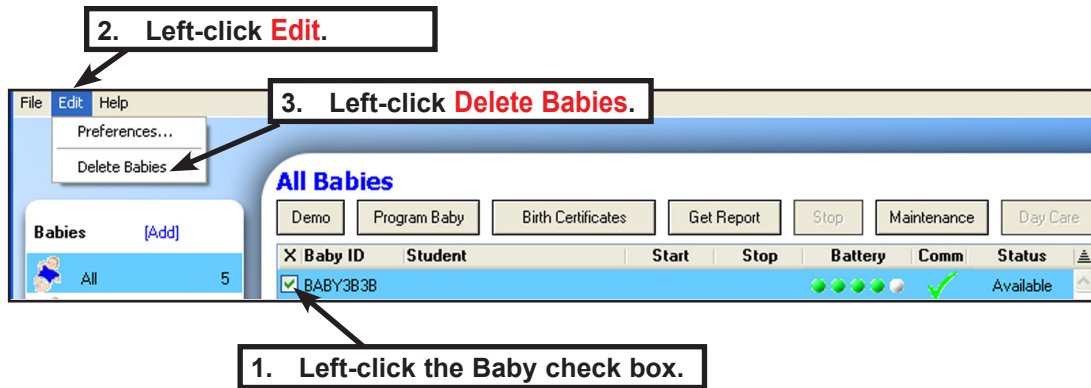 2. Left-click Edit.
File Edit Help
3. Left-click Delete Babies.
Preferences...
Delete Babies
All Babies
Demo Program Baby Birth Certificates Get Report Stop Maintenance Day Care
Babies [Add]
X Baby ID Student Start Stop Battery Comm Status
All 5
BABY3B3B Available
1. Left-click the Baby check box.